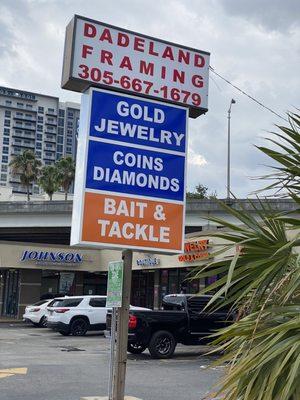 DADELAND
FRAMING
305-667-1679
GOLD
JEWELRY
COINS
DIAMONDS
BAIT &
TACKLE
JOHNSON